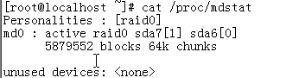 [root@localhost ~]# cat /proc/mdstat
Personalities : [raid0]
md0 : active raid0 sda7[1] sda6[0]
5879552 blocks 64k chunks
unused devices: <none>